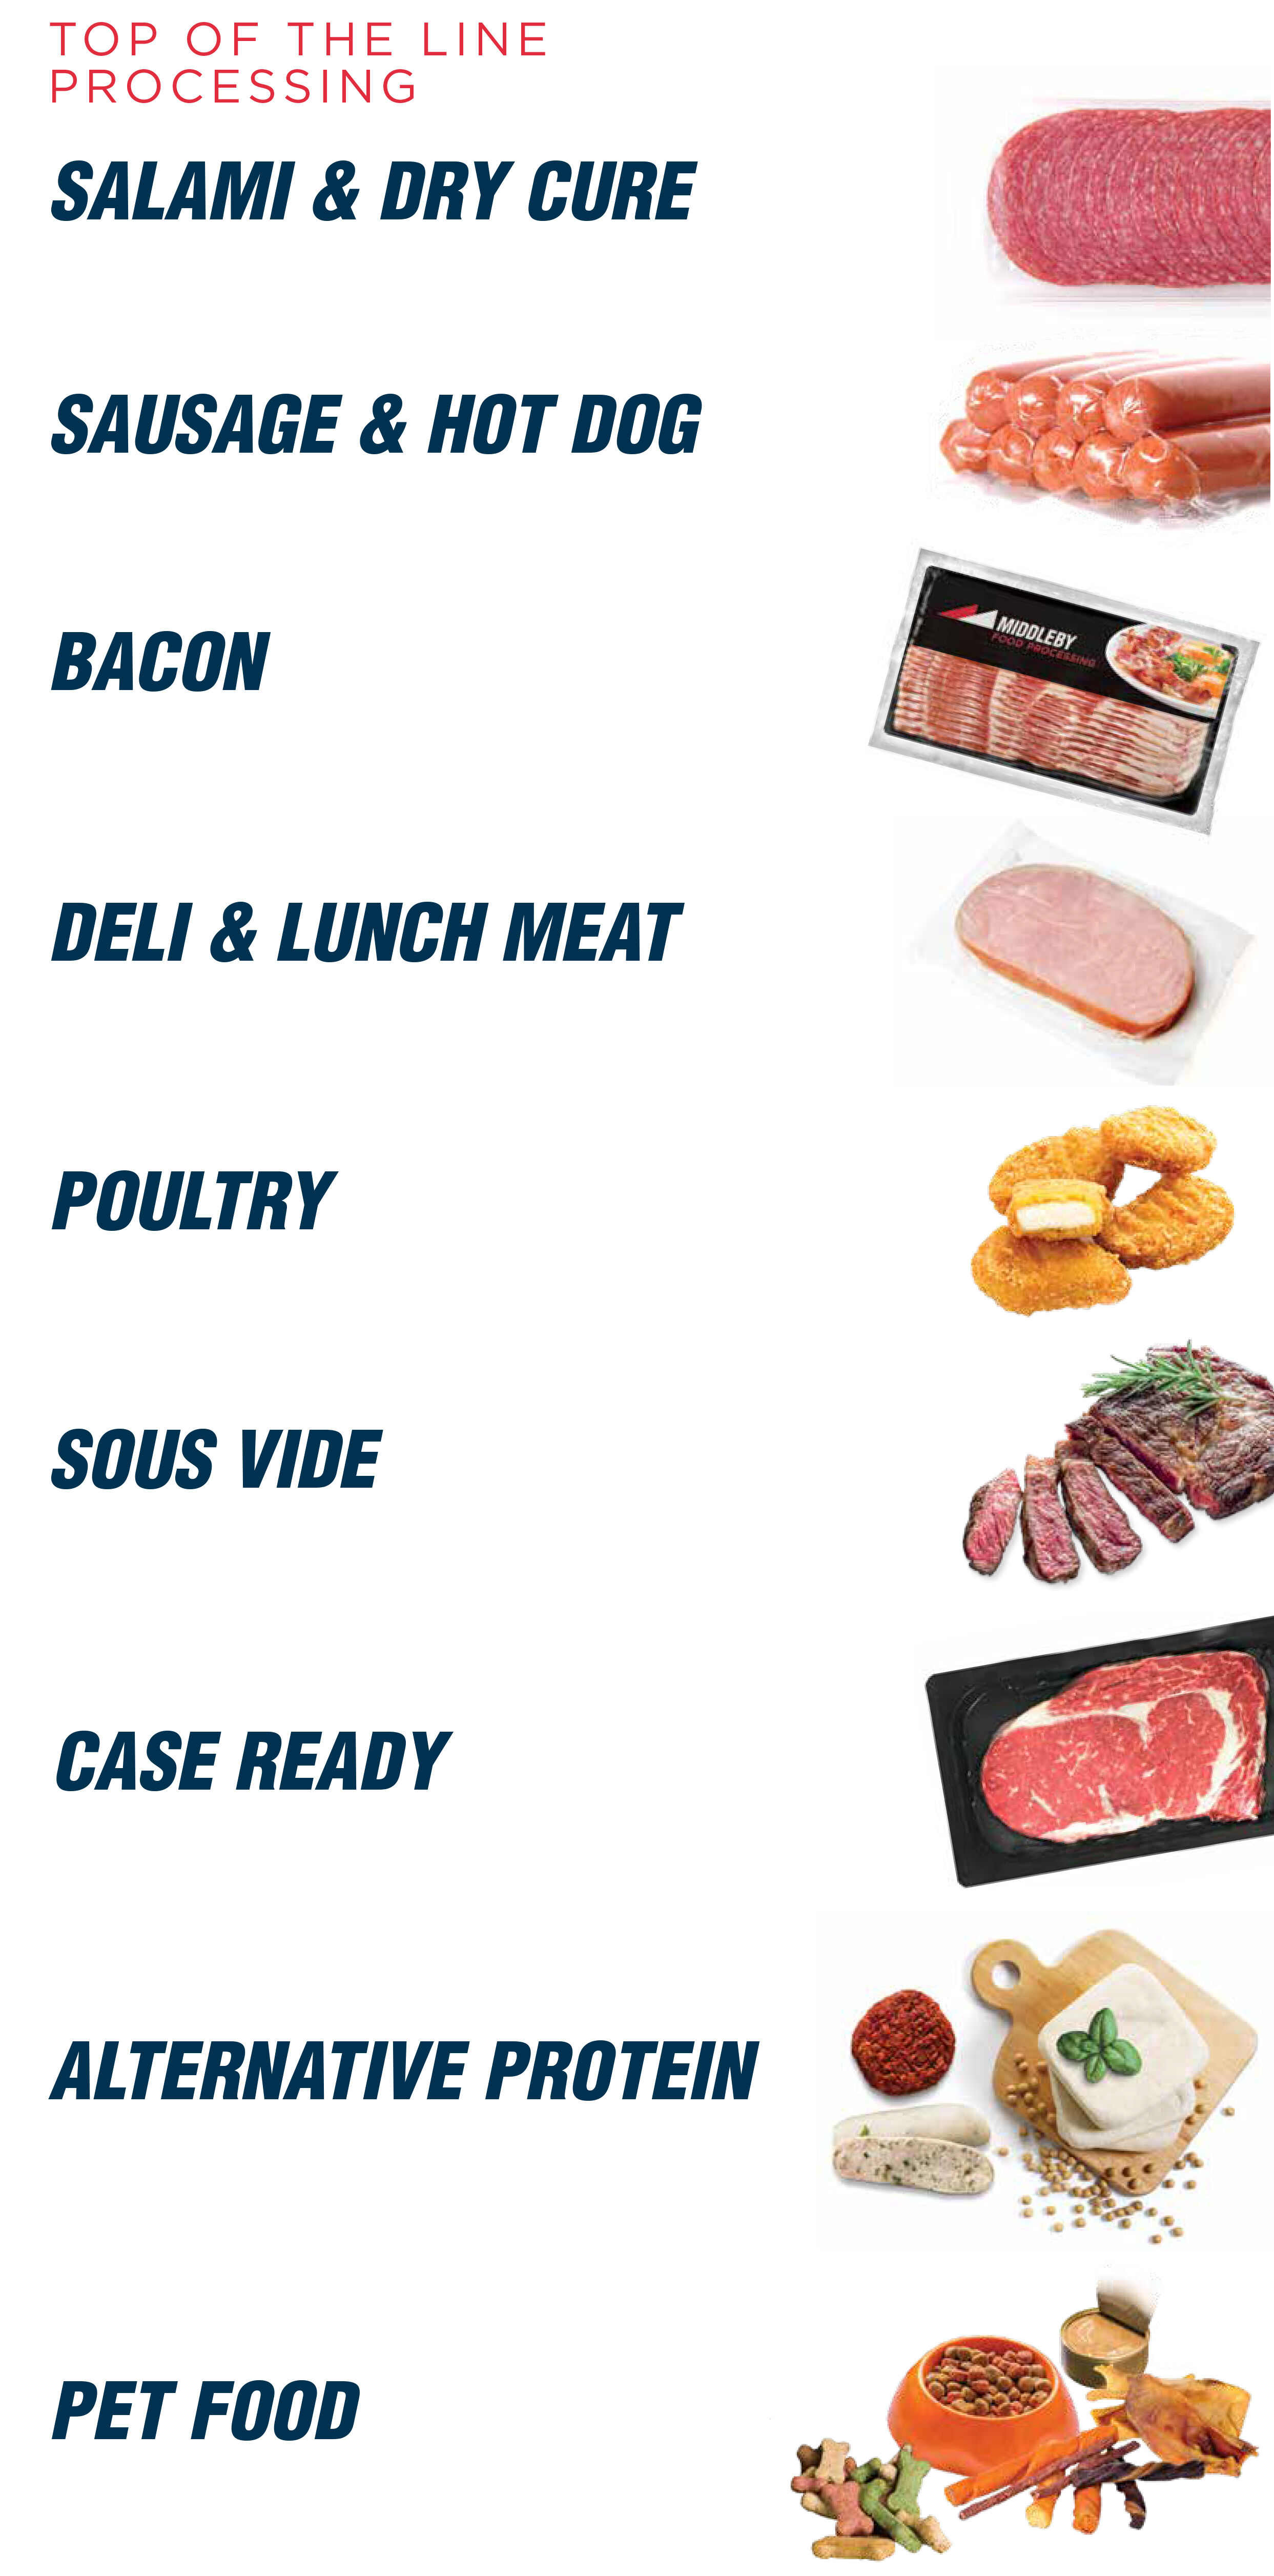 TOP OF THE LINE
PROCESSING
SALAMI & DRY CURE
SAUSAGE & HOT DOG
BACON
MIDDLEBY
FOOD PROCESSING
DELI & LUNCH MEAT
POULTRY
SOUS VIDE
CASE READY
ALTERNATIVE PROTEIN
PET FOOD